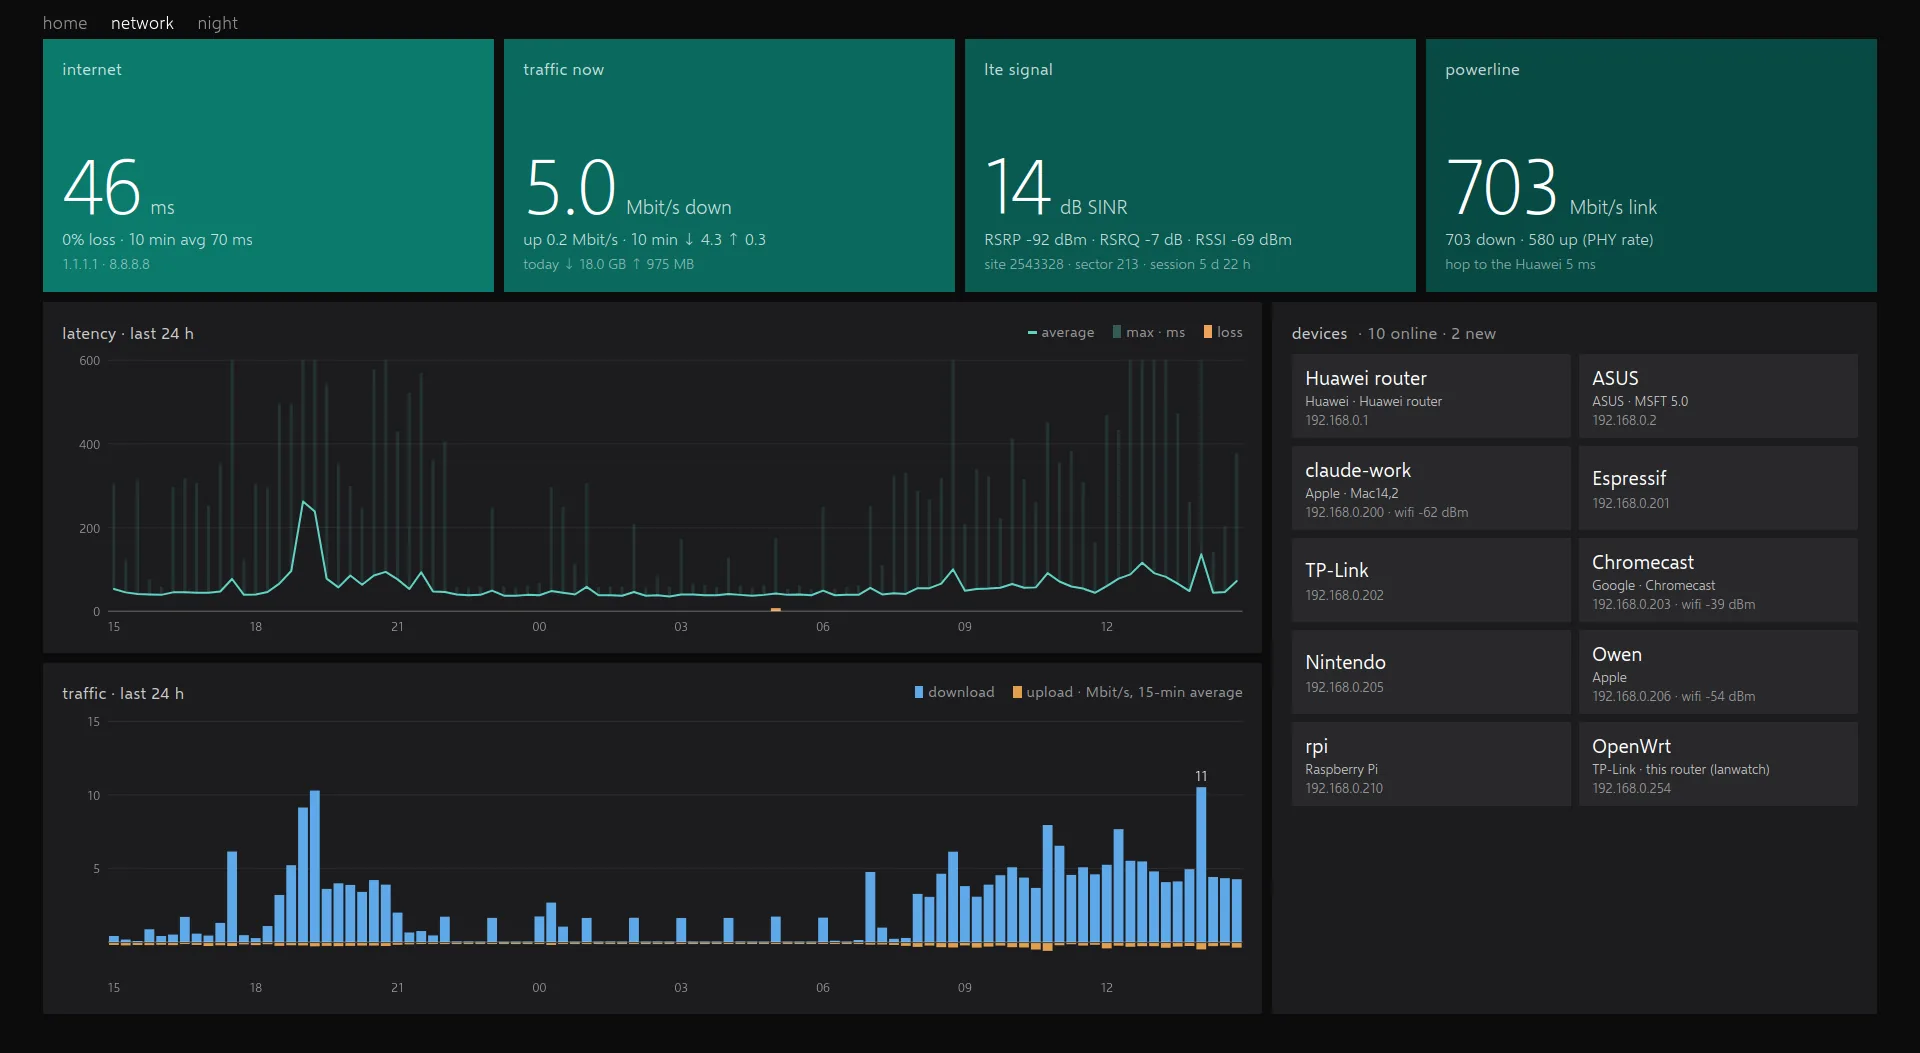 home network night
internet
46 ms
0% loss · 10 min avg 70 ms
1.1.1.1 · 8.8.8.8
traffic now
5.0 Mbit/s down
up 0.2 Mbit/s · 10 min ↓ 4.3 ↑ 0.3
today ↓ 18.0 GB ↑ 975 MB
lte signal
14 dB SINR
RSRP -92 dBm · RSRQ -7 dB · RSSI -69 dBm
site 2543328 · sector 213 · session 5 d 22 h
powerline
703 Mbit/s link
703 down · 580 up (PHY rate)
hop to the Huawei 5 ms
latency · last 24 h
average max · ms loss
600
400
200
0
15 18 21 00 03 06 09 12
traffic · last 24 h
download upload · Mbit/s, 15-min average
15
11
10
5
15 18 21 00 03 06 09 12
devices · 10 online · 2 new
Huawei router
Huawei · Huawei router
192.168.0.1
ASUS
ASUS · MSFT 5.0
192.168.0.2
claude-work
Apple · Mac14,2
192.168.0.200 · wifi -62 dBm
Espressif
192.168.0.201
TP-Link
192.168.0.202
Chromecast
Google · Chromecast
192.168.0.203 · wifi -39 dBm
Nintendo
192.168.0.205
Owen
Apple
192.168.0.206 · wifi -54 dBm
rpi
Raspberry Pi
192.168.0.210
OpenWrt
TP-Link · this router (lanwatch)
192.168.0.254